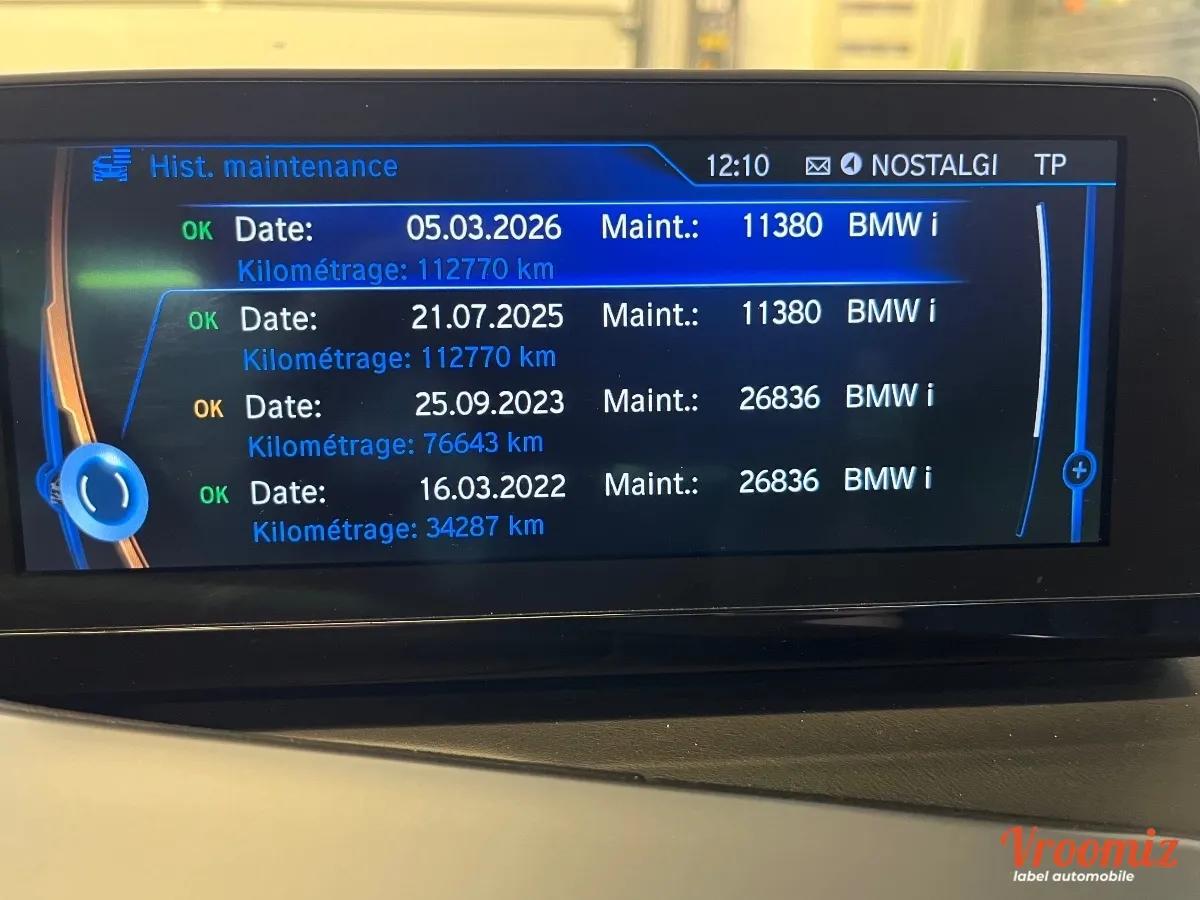 Hist. maintenance 12:10 NOSTALGI TP
OK Date: 05.03.2026 Maint.: 11380 BMW i
Kilométrage: 112770 km
OK Date: 21.07.2025 Maint.: 11380 BMW i
Kilométrage: 112770 km
OK Date: 25.09.2023 Maint.: 26836 BMW i
Kilométrage: 76643 km
OK Date: 16.03.2022 Maint.: 26836 BMW i
Kilométrage: 34287 km
Vroomiz
label automobile